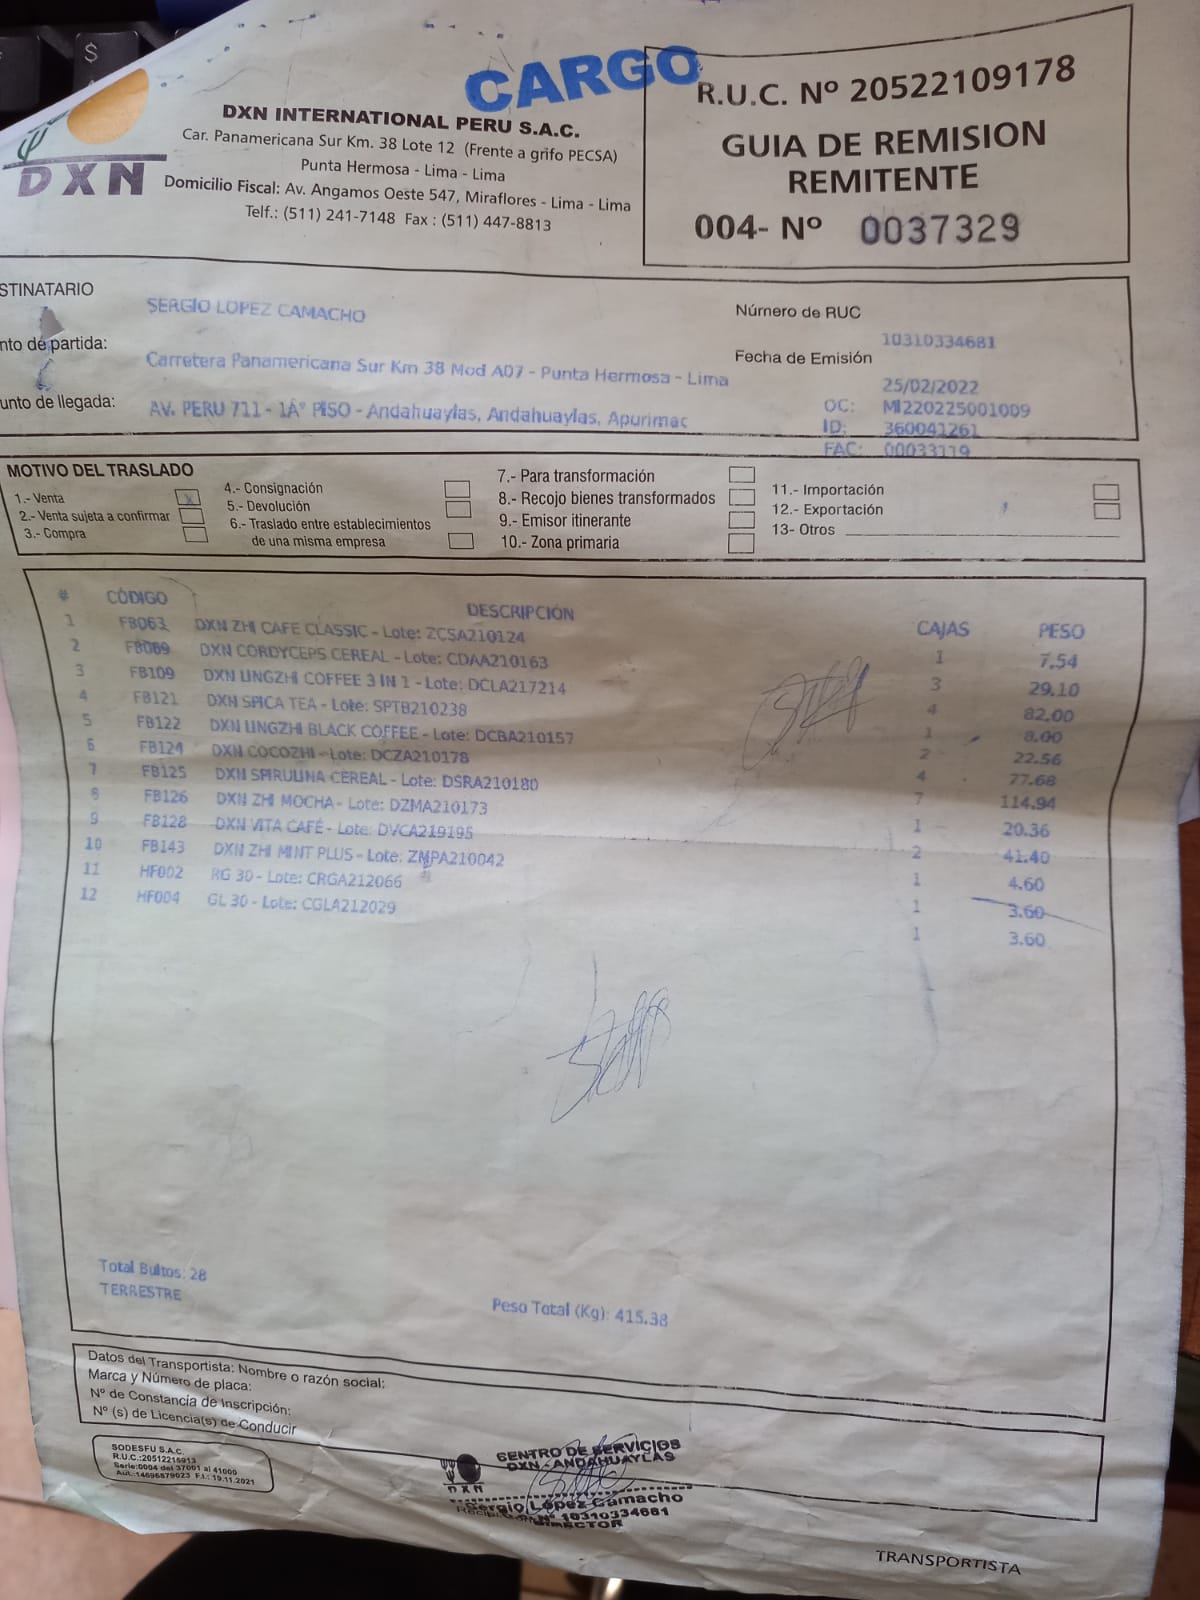 $
CARGO
DXN
DXN INTERNATIONAL PERU S.A.C.
Car. Panamericana Sur Km. 38 Lote 12 (Frente a grifo PECSA)
Punta Hermosa - Lima - Lima
Domicilio Fiscal: Av. Angamos Oeste 547, Miraflores - Lima - Lima
Telf.: (511) 241-7148 Fax : (511) 447-8813
R.U.C. Nº 20522109178
GUIA DE REMISION
REMITENTE
004- Nº 0037329
STINATARIO
SERGIO LOPEZ CAMACHO
Número de RUC
10310334681
nto de partida:
Carretera Panamericana Sur Km 38 Mod A07 - Punta Hermosa - Lima
Fecha de Emisión
25/02/2022
unto de llegada:
AV. PERU 711 - 1Aº PISO - Andahuaylas, Andahuaylas, Apurimac
OC: MI220225001009
ID: 360041261
FAC: 00033119
MOTIVO DEL TRASLADO
1.- Venta x
2.- Venta sujeta a confirmar
3.- Compra
4.- Consignación
5.- Devolución
6.- Traslado entre establecimientos
de una misma empresa
7.- Para transformación
8.- Recojo bienes transformados
9.- Emisor itinerante
10.- Zona primaria
11.- Importación
12.- Exportación
13- Otros
# CÓDIGO DESCRIPCIÓN CAJAS PESO
1 FB063 DXN ZHI CAFE CLASSIC - Lote: ZCSA210124 1 7.54
2 FB069 DXN CORDYCEPS CEREAL - Lote: CDAA210163 3 29.10
3 FB109 DXN LINGZHI COFFEE 3 IN 1 - Lote: DCLA217214 4 82.00
4 FB121 DXN SPICA TEA - Lote: SPTB210238 1 8.00
5 FB122 DXN LINGZHI BLACK COFFEE - Lote: DCBA210157 2 22.56
6 FB124 DXN COCOZHI - Lote: DCZA210178 4 77.68
7 FB125 DXN SPIRULINA CEREAL - Lote: DSRA210180 7 114.94
8 FB126 DXN ZHI MOCHA - Lote: DZMA210173 1 20.36
9 FB128 DXN VITA CAFÉ - Lote: DVCA219195 2 41.40
10 FB143 DXN ZHI MINT PLUS - Lote: ZMPA210042 1 4.60
11 HF002 RG 30 - Lote: CRGA212066 1 3.60
12 HF004 GL 30 - Lote: CGLA212029 1 3.60
Total Bultos: 28
TERRESTRE
Peso Total (Kg): 415.38
Datos del Transportista: Nombre o razón social:
Marca y Número de placa:
Nº de Constancia de Inscripción:
Nº (s) de Licencia(s) de Conducir
SODESFU S.A.C.
R.U.C.:20512215913
Serie:0004 del 37001 al 41000
Aut.:14696879023 F.I.: 19.11.2021
CENTRO DE SERVICIOS
DXN - ANDAHUAYLAS
DXN
Sergio López Camacho
Nº 10310334681
DIRECTOR
TRANSPORTISTA